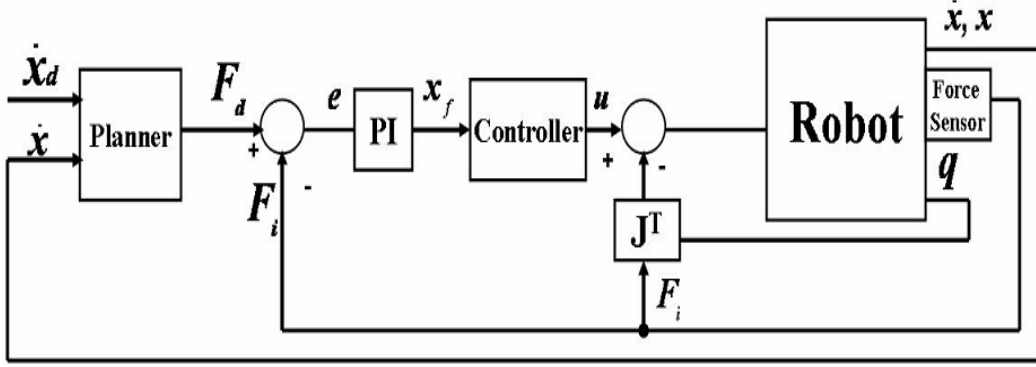 ẋ, x
ẋd
Planner
ẋ
Fd
+
-
Fi
e
PI
xf
Controller
u
+
-
Jᵀ
Fi
Robot
Force
Sensor
q